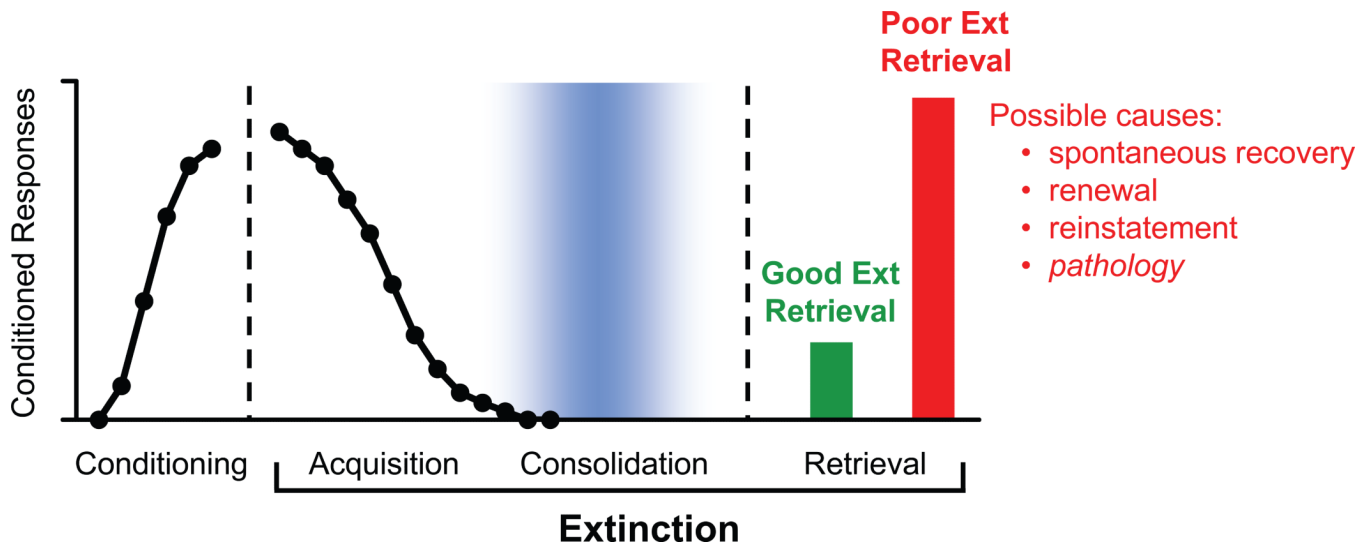 Conditioned Responses
Poor Ext
Retrieval
Possible causes:
• spontaneous recovery
• renewal
• reinstatement
• pathology
Good Ext
Retrieval
Conditioning
Acquisition
Consolidation
Retrieval
Extinction